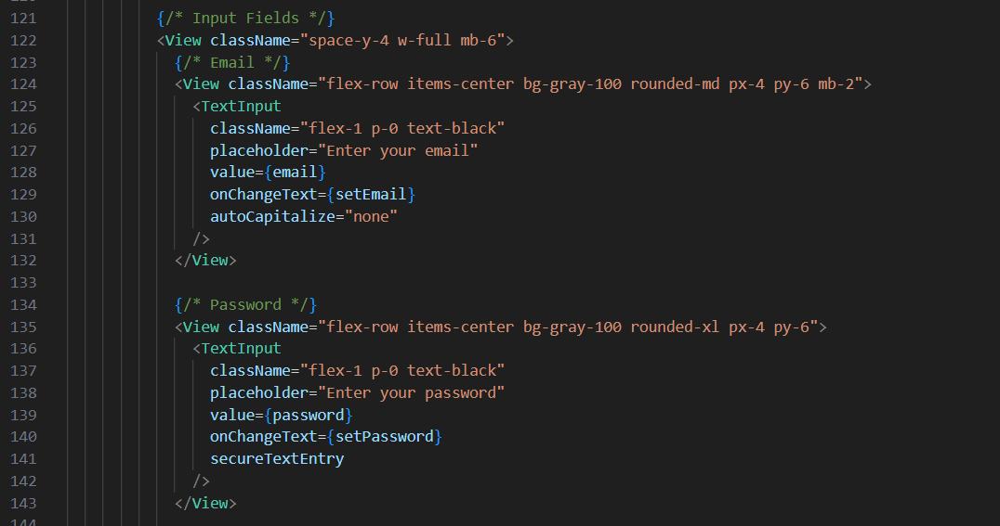 121 {/* Input Fields */}
122 <View className="space-y-4 w-full mb-6">
123 {/* Email */}
124 <View className="flex-row items-center bg-gray-100 rounded-md px-4 py-6 mb-2">
125 <TextInput
126 className="flex-1 p-0 text-black"
127 placeholder="Enter your email"
128 value={email}
129 onChangeText={setEmail}
130 autoCapitalize="none"
131 />
132 </View>
133
134 {/* Password */}
135 <View className="flex-row items-center bg-gray-100 rounded-xl px-4 py-6">
136 <TextInput
137 className="flex-1 p-0 text-black"
138 placeholder="Enter your password"
139 value={password}
140 onChangeText={setPassword}
141 secureTextEntry
142 />
143 </View>